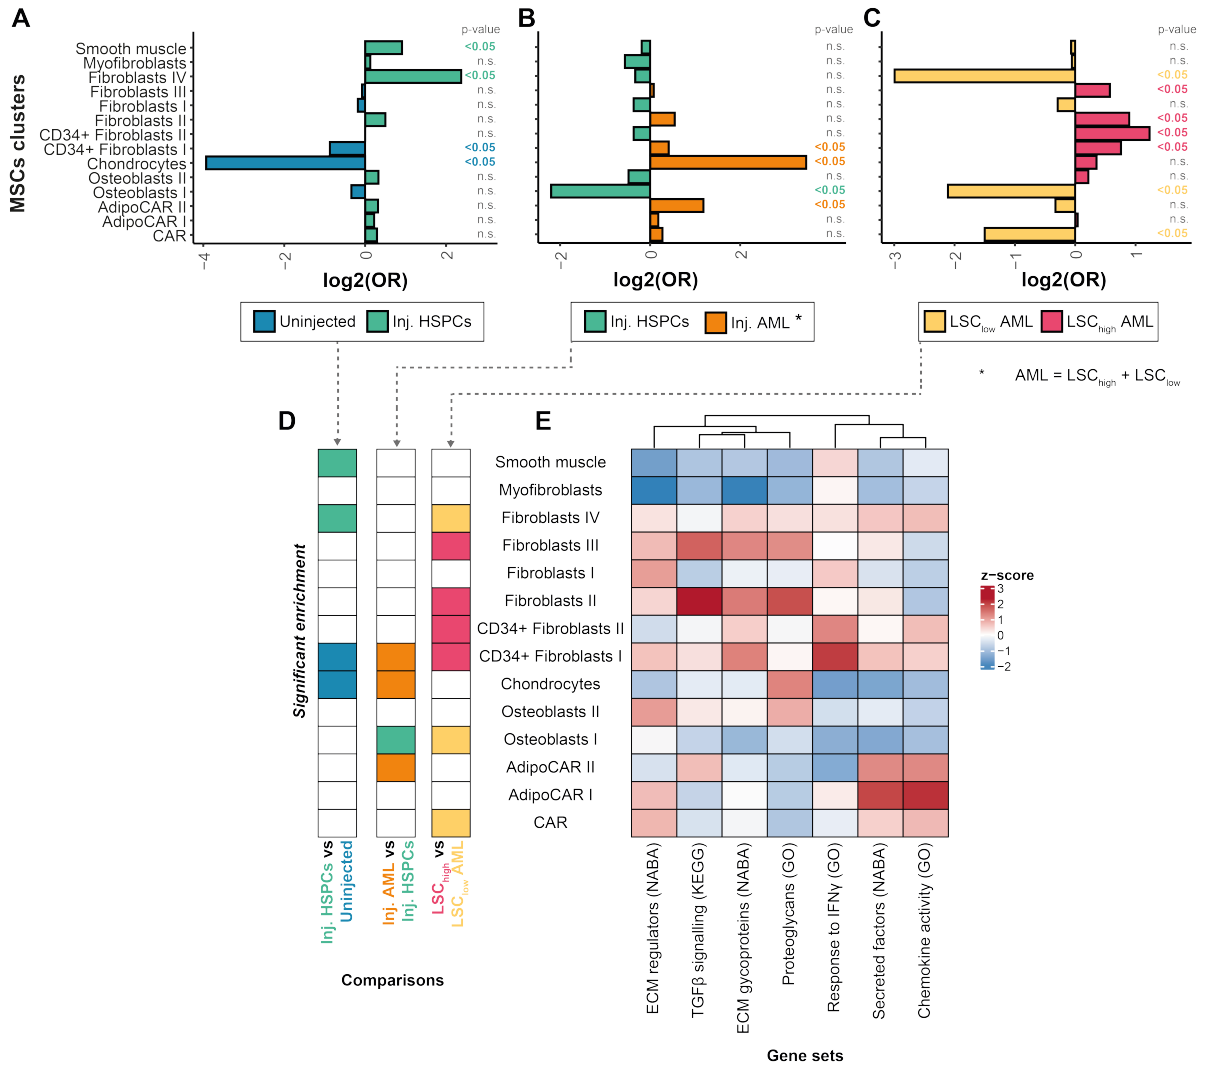 A
B
C
p-value
p-value
p-value
MSCs clusters
Smooth muscle <0.05 n.s. n.s.
Myofibroblasts n.s. n.s. n.s.
Fibroblasts IV <0.05 n.s. <0.05
Fibroblasts III n.s. n.s. <0.05
Fibroblasts I n.s. n.s. n.s.
Fibroblasts II n.s. n.s. <0.05
CD34+ Fibroblasts II n.s. n.s. <0.05
CD34+ Fibroblasts I <0.05 <0.05 <0.05
Chondrocytes <0.05 <0.05 n.s.
Osteoblasts II n.s. n.s. n.s.
Osteoblasts I n.s. <0.05 <0.05
AdipoCAR II n.s. <0.05 n.s.
AdipoCAR I n.s. n.s. n.s.
CAR n.s. n.s. <0.05
−4 −2 0 2
−2 0 2
−3 −2 −1 0 1
log2(OR)
log2(OR)
log2(OR)
Uninjected Inj. HSPCs
Inj. HSPCs Inj. AML *
LSClow AML LSChigh AML
* AML = LSChigh + LSClow
D
E
Significant enrichment
Smooth muscle
Myofibroblasts
Fibroblasts IV
Fibroblasts III
Fibroblasts I
Fibroblasts II
CD34+ Fibroblasts II
CD34+ Fibroblasts I
Chondrocytes
Osteoblasts II
Osteoblasts I
AdipoCAR II
AdipoCAR I
CAR
z−score
3
2
1
0
−1
−2
Inj. HSPCs vs
Uninjected
Inj. AML vs
Inj. HSPCs
LSChigh vs
LSClow AML
Comparisons
ECM regulators (NABA)
TGFβ signalling (KEGG)
ECM gycoproteins (NABA)
Proteoglycans (GO)
Response to IFNγ (GO)
Secreted factors (NABA)
Chemokine activity (GO)
Gene sets